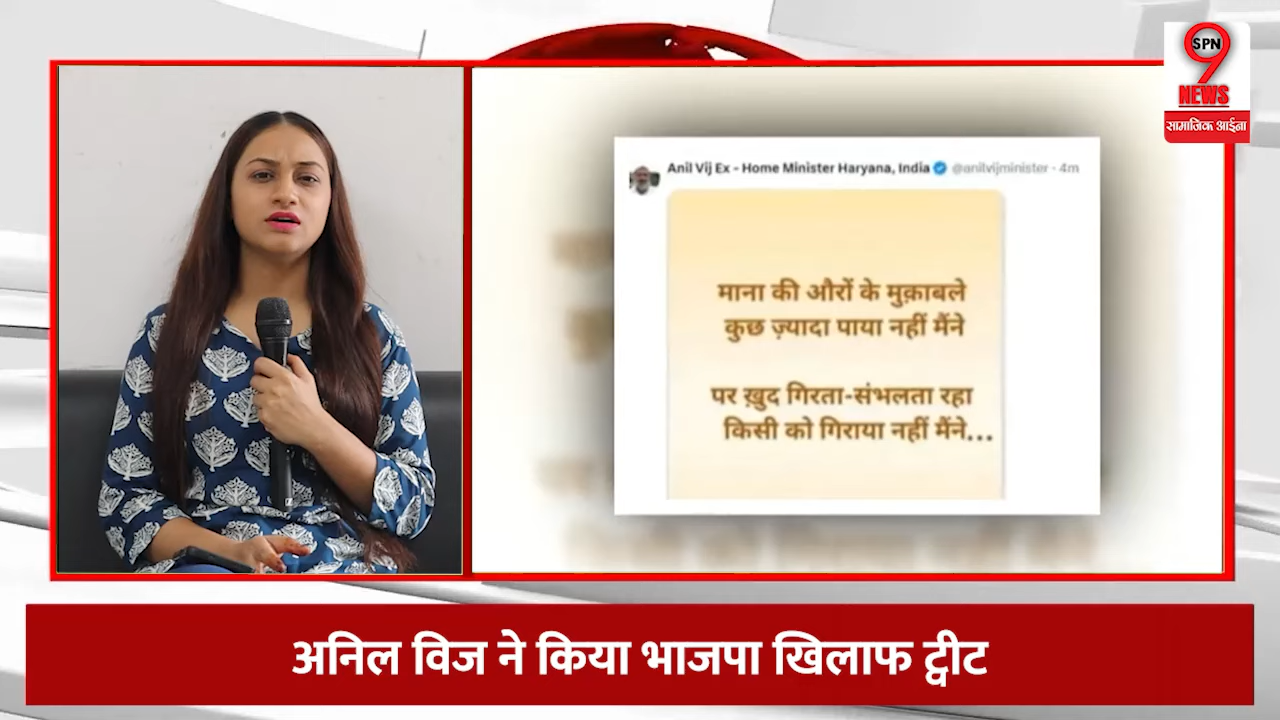 SPN
9
NEWS
सामाजिक आईना
Anil Vij Ex - Home Minister Haryana, India @anilvijminister · 4m
माना की औरों के मुक़ाबले
कुछ ज़्यादा पाया नहीं मैंने
पर ख़ुद गिरता-संभलता रहा
किसी को गिराया नहीं मैंने...
अनिल विज ने किया भाजपा खिलाफ ट्वीट